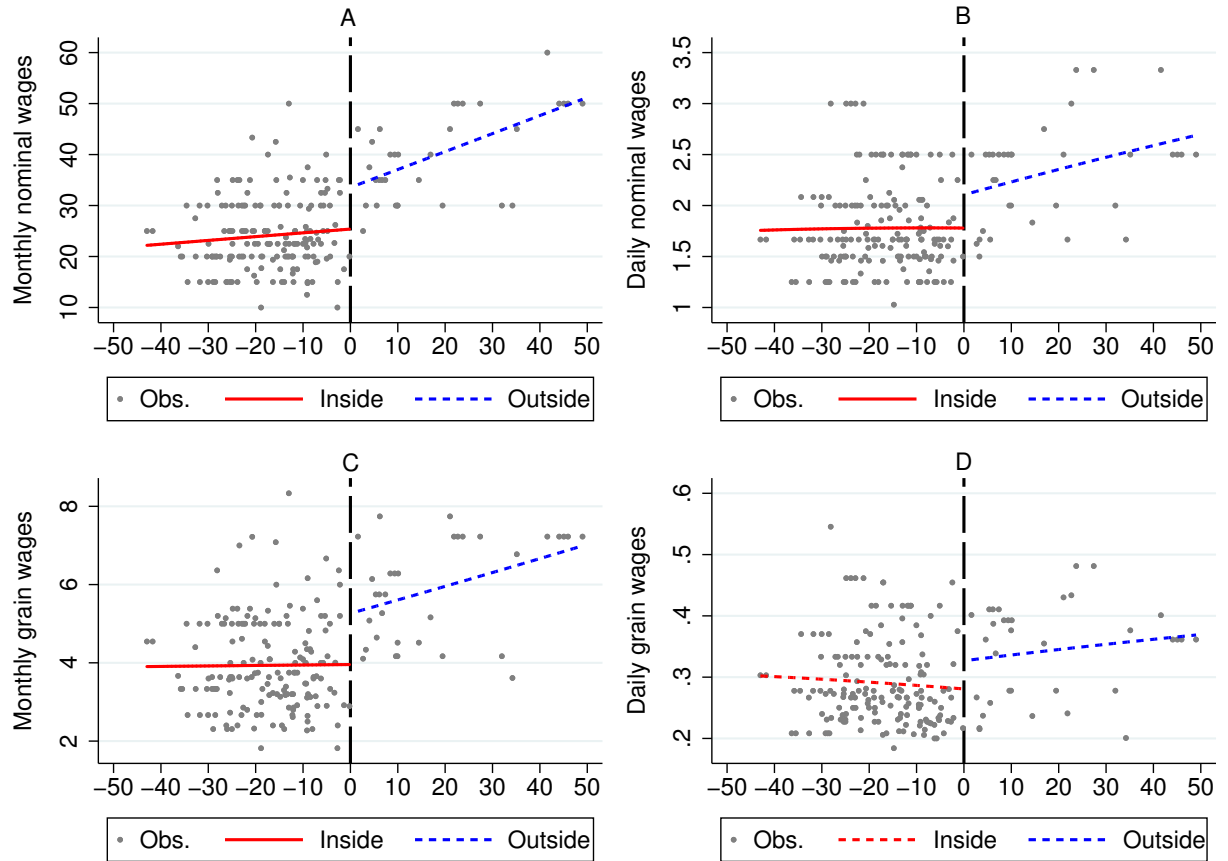 A
Monthly nominal wages
60
50
40
30
20
10
−50 −40 −30 −20 −10 0 10 20 30 40 50
Obs. Inside Outside
B
Daily nominal wages
3.5
3
2.5
2
1.5
1
−50 −40 −30 −20 −10 0 10 20 30 40 50
Obs. Inside Outside
C
Monthly grain wages
8
6
4
2
−50 −40 −30 −20 −10 0 10 20 30 40 50
Obs. Inside Outside
D
Daily grain wages
.6
.5
.4
.3
.2
−50 −40 −30 −20 −10 0 10 20 30 40 50
Obs. Inside Outside